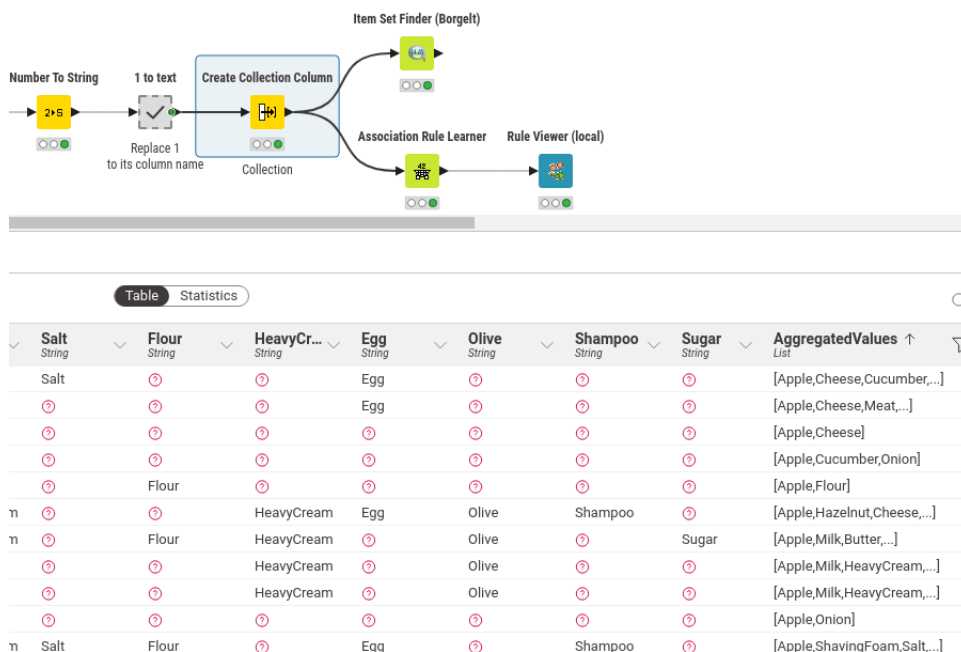 Item Set Finder (Borgelt)
Number To String
1 to text
Create Collection Column
2▸S
Replace 1
to its column name
Collection
Association Rule Learner
Rule Viewer (local)
Table Statistics
Salt Flour HeavyCr... Egg Olive Shampoo Sugar AggregatedValues ↑
String String String String String String String List
Salt ? ? Egg ? ? ? [Apple,Cheese,Cucumber,...]
? ? ? Egg ? ? ? [Apple,Cheese,Meat,...]
? ? ? ? ? ? ? [Apple,Cheese]
? ? ? ? ? ? ? [Apple,Cucumber,Onion]
? Flour ? ? ? ? ? [Apple,Flour]
m ? ? HeavyCream Egg Olive Shampoo ? [Apple,Hazelnut,Cheese,...]
m ? Flour HeavyCream ? Olive ? Sugar [Apple,Milk,Butter,...]
? ? HeavyCream ? Olive ? ? [Apple,Milk,HeavyCream,...]
? ? HeavyCream ? Olive ? ? [Apple,Milk,HeavyCream,...]
? ? ? ? ? ? ? [Apple,Onion]
m Salt Flour ? Egg ? Shampoo ? [Apple,ShavingFoam,Salt,...]